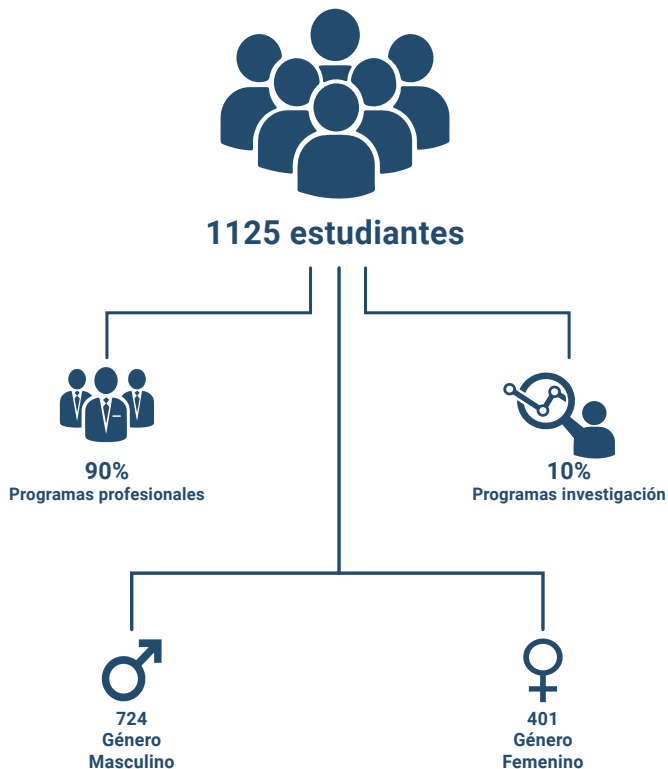 1125 estudiantes
90%
Programas profesionales
10%
Programas investigación
724
Género
Masculino
401
Género
Femenino